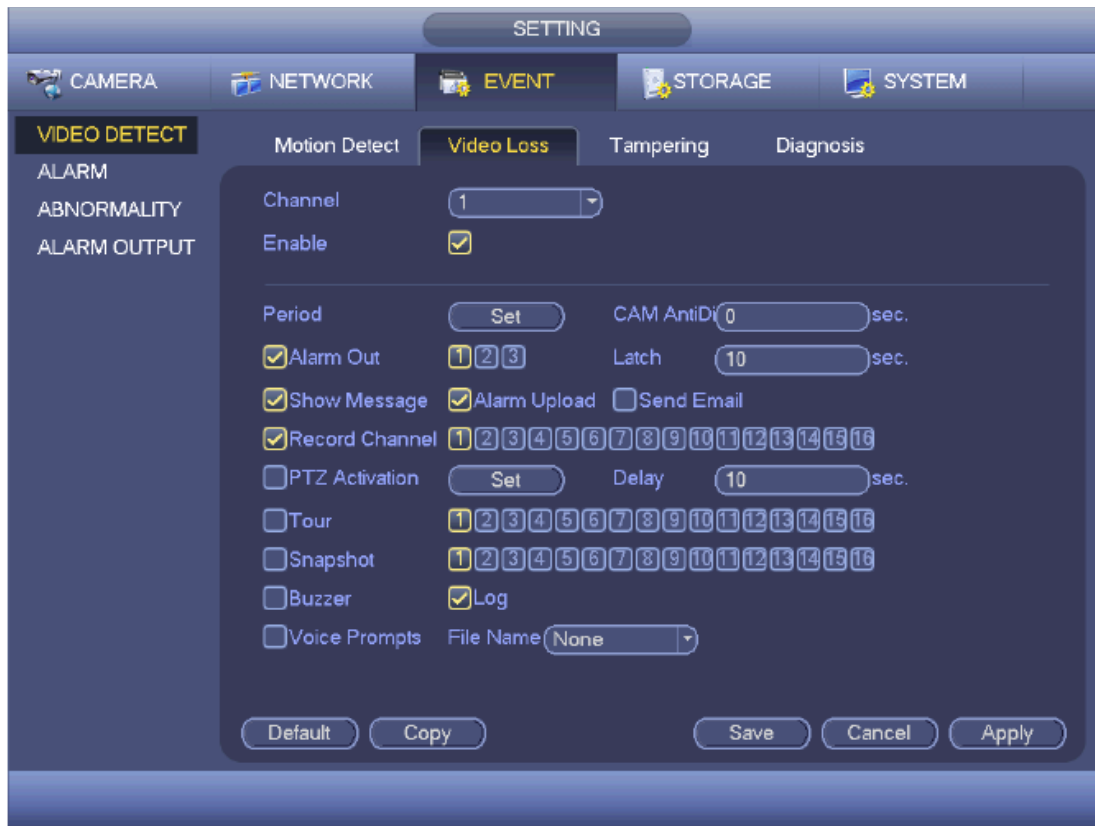 SETTING
CAMERA NETWORK EVENT STORAGE SYSTEM
VIDEO DETECT
ALARM
ABNORMALITY
ALARM OUTPUT
Motion Detect Video Loss Tampering Diagnosis
Channel 1
Enable
Period Set CAM AntiDi 0 sec.
Alarm Out 1 2 3 Latch 10 sec.
Show Message Alarm Upload Send Email
Record Channel 1 2 3 4 5 6 7 8 9 10 11 12 13 14 15 16
PTZ Activation Set Delay 10 sec.
Tour 1 2 3 4 5 6 7 8 9 10 11 12 13 14 15 16
Snapshot 1 2 3 4 5 6 7 8 9 10 11 12 13 14 15 16
Buzzer Log
Voice Prompts File Name None
Default Copy Save Cancel Apply